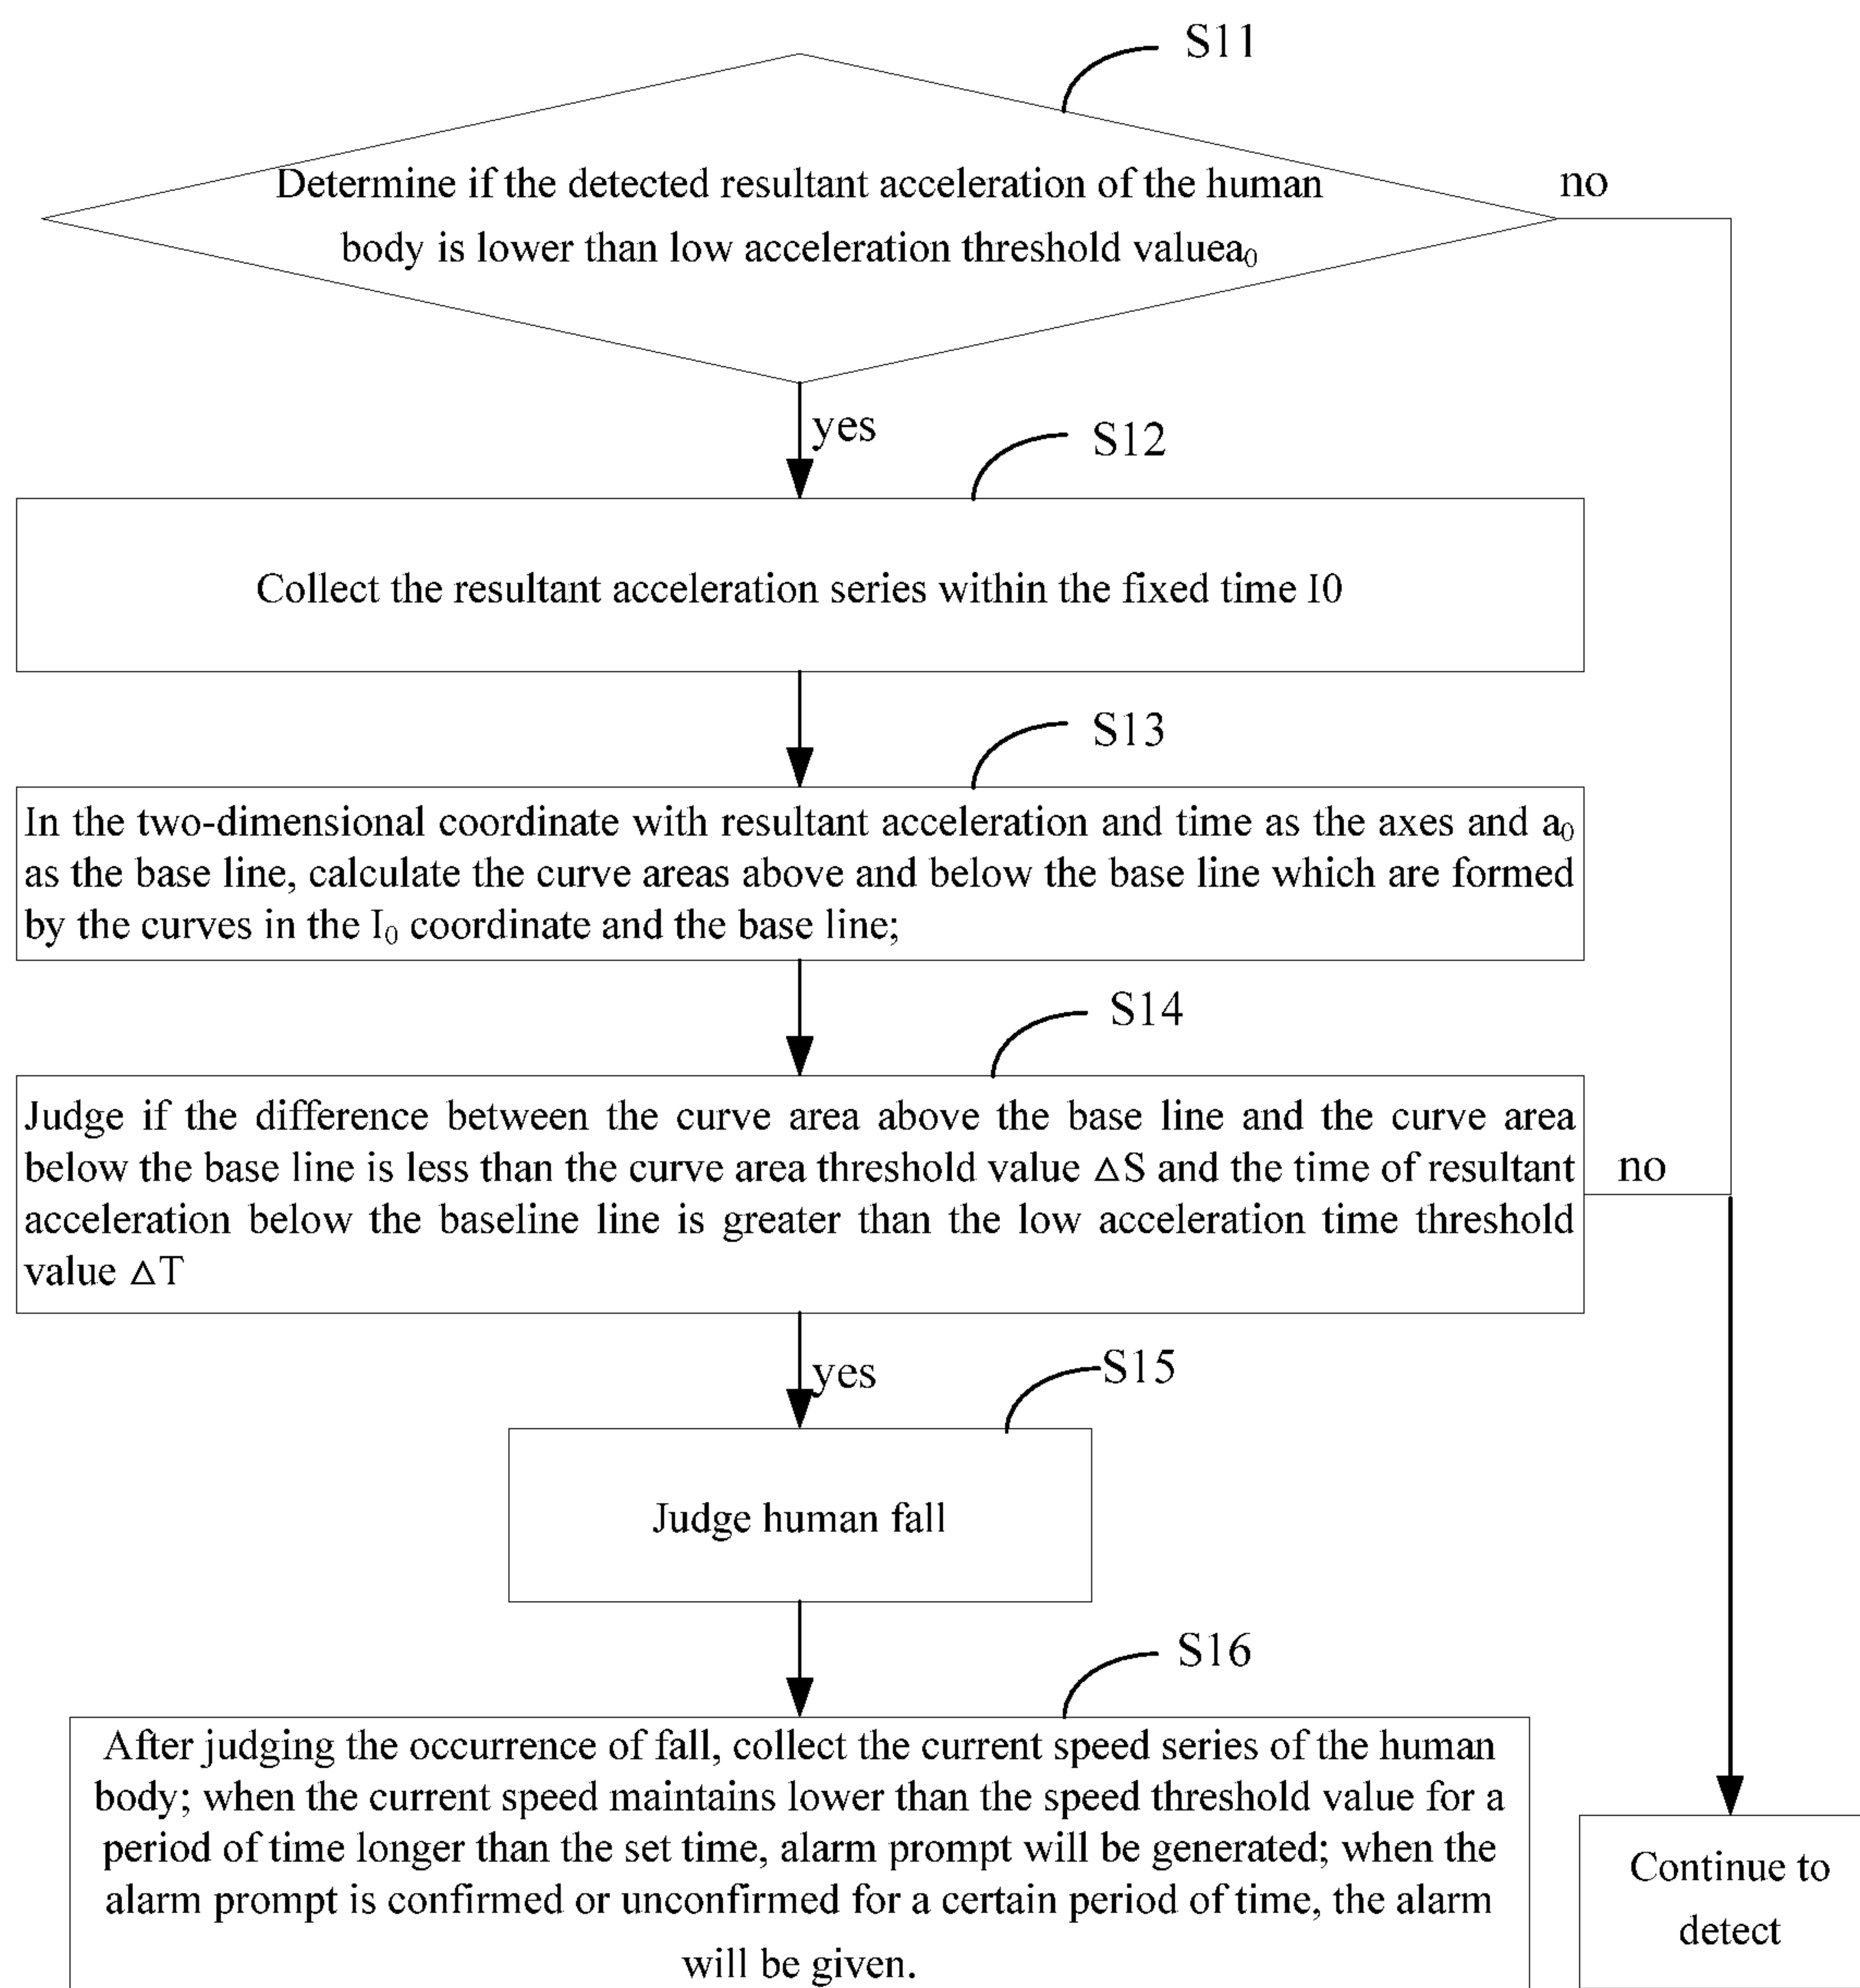 S11
Determine if the detected resultant acceleration of the human
no
body is lower than low acceleration threshold valuea₀
yes
S12
Collect the resultant acceleration series within the fixed time I0
S13
In the two-dimensional coordinate with resultant acceleration and time as the axes and a₀
as the base line, calculate the curve areas above and below the base line which are formed
by the curves in the I₀ coordinate and the base line;
S14
Judge if the difference between the curve area above the base line and the curve area
below the base line is less than the curve area threshold value △S and the time of resultant
no
acceleration below the baseline line is greater than the low acceleration time threshold
value △T
yes
S15
Judge human fall
S16
After judging the occurrence of fall, collect the current speed series of the human
body; when the current speed maintains lower than the speed threshold value for a
period of time longer than the set time, alarm prompt will be generated; when the
alarm prompt is confirmed or unconfirmed for a certain period of time, the alarm
will be given.
Continue to
detect